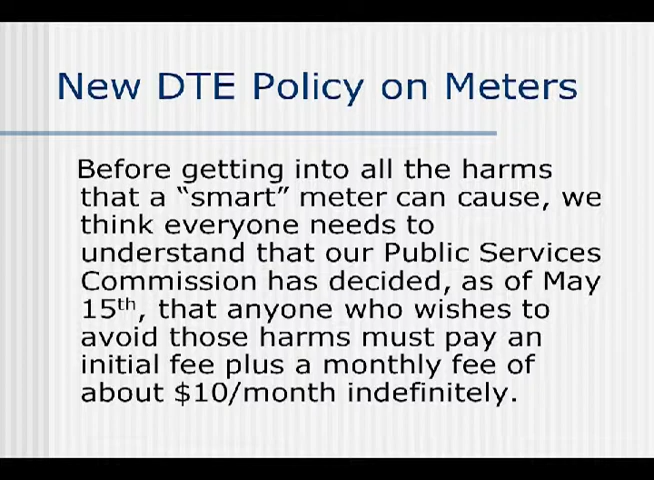 New DTE Policy on Meters
Before getting into all the harms
that a “smart” meter can cause, we
think everyone needs to
understand that our Public Services
Commission has decided, as of May
15th, that anyone who wishes to
avoid those harms must pay an
initial fee plus a monthly fee of
about $10/month indefinitely.